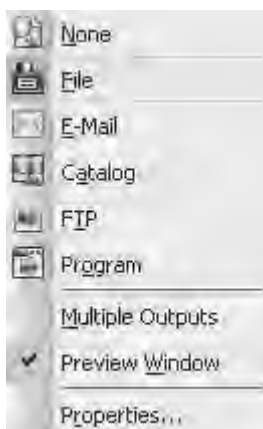 None
File
E-Mail
Catalog
FTP
Program
Multiple Outputs
Preview Window
Properties...